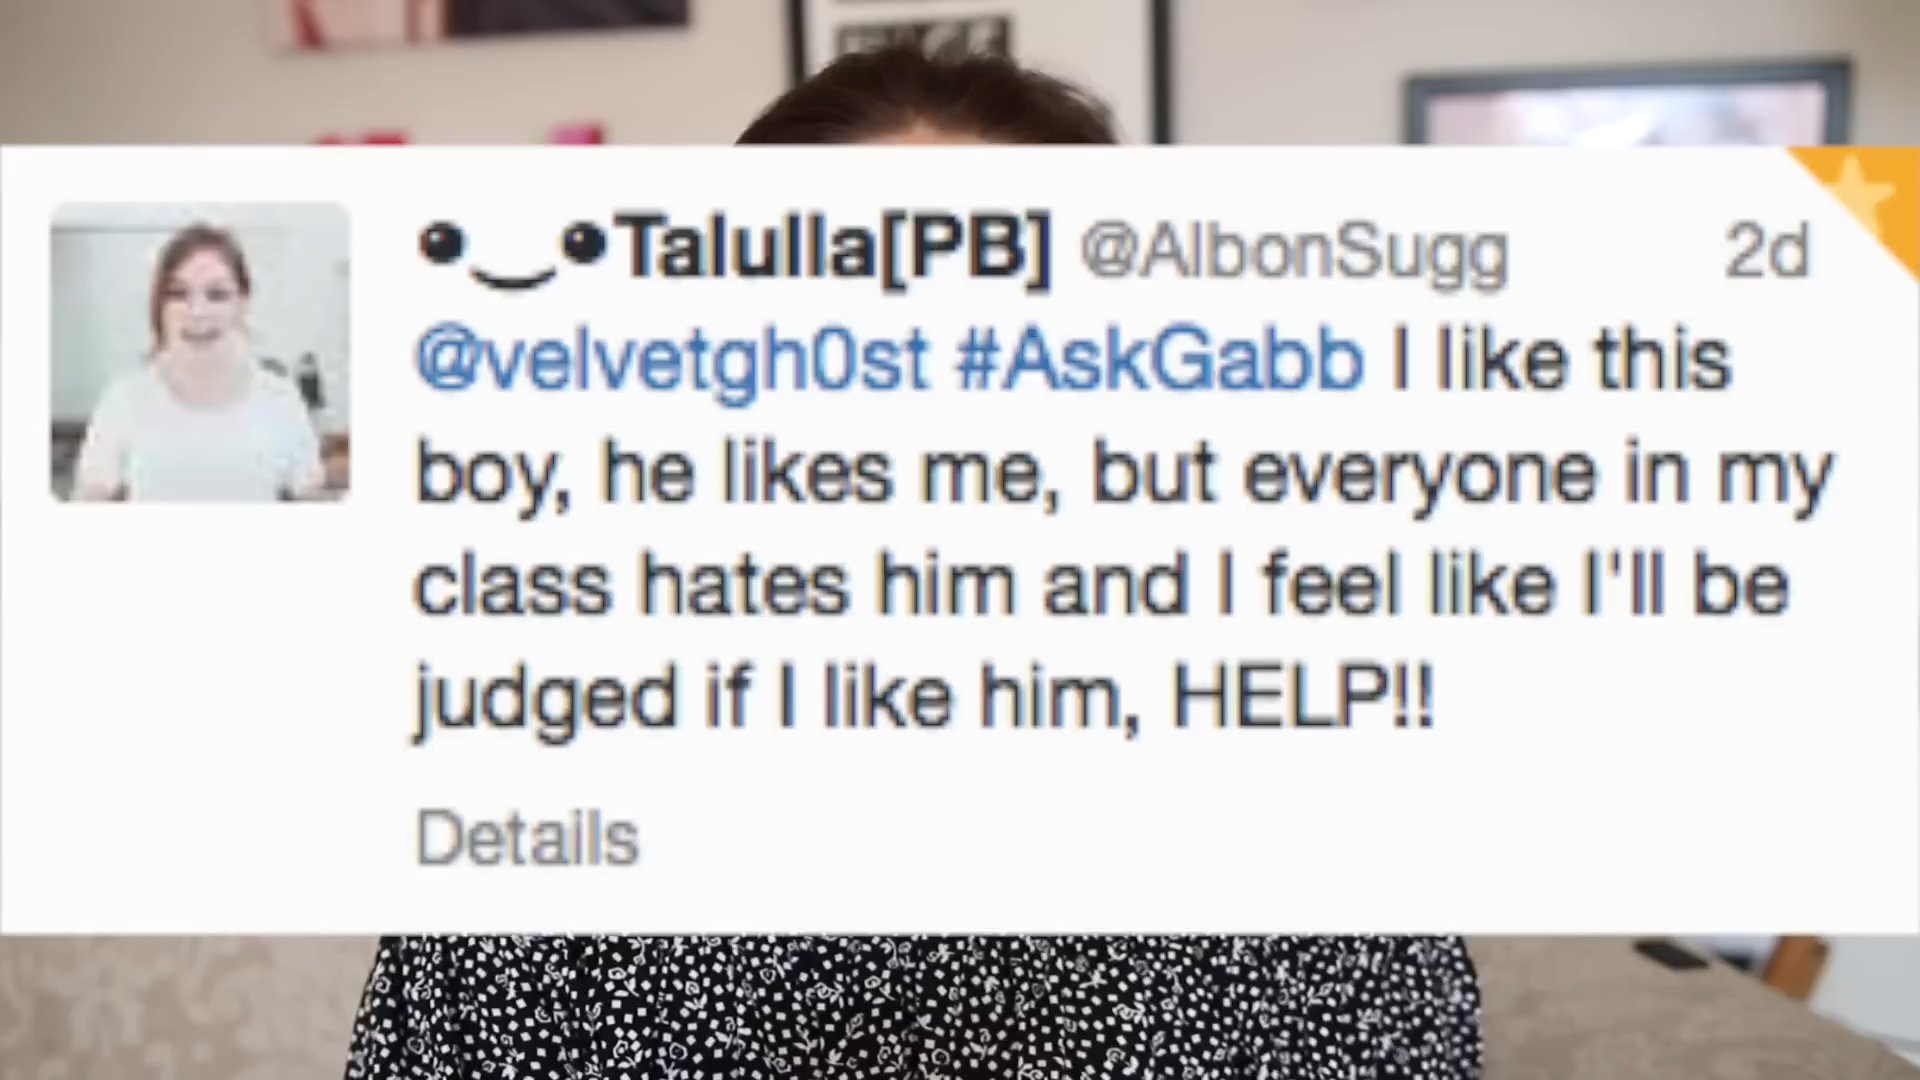 •‿•Talulla[PB] @AlbonSugg 2d
@velvetgh0st #AskGabb I like this
boy, he likes me, but everyone in my
class hates him and I feel like I'll be
judged if I like him, HELP!!
Details